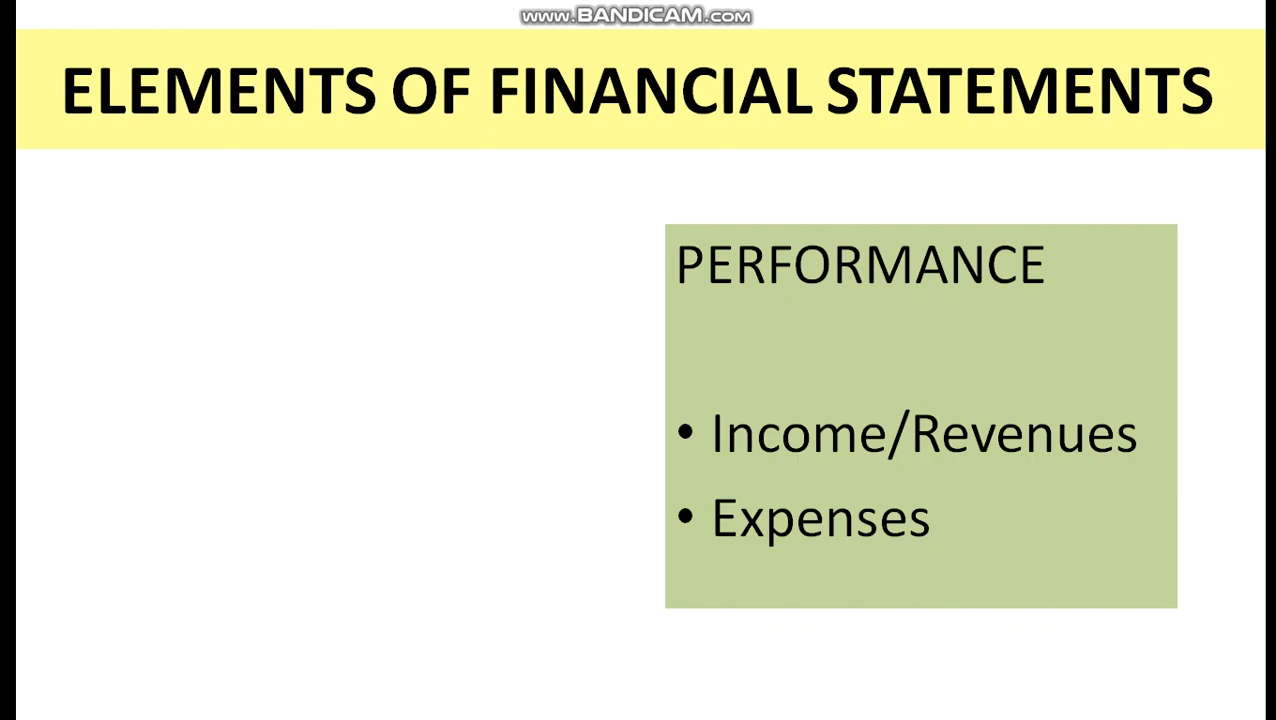 www.BANDICAM.com
ELEMENTS OF FINANCIAL STATEMENTS
PERFORMANCE
• Income/Revenues
• Expenses